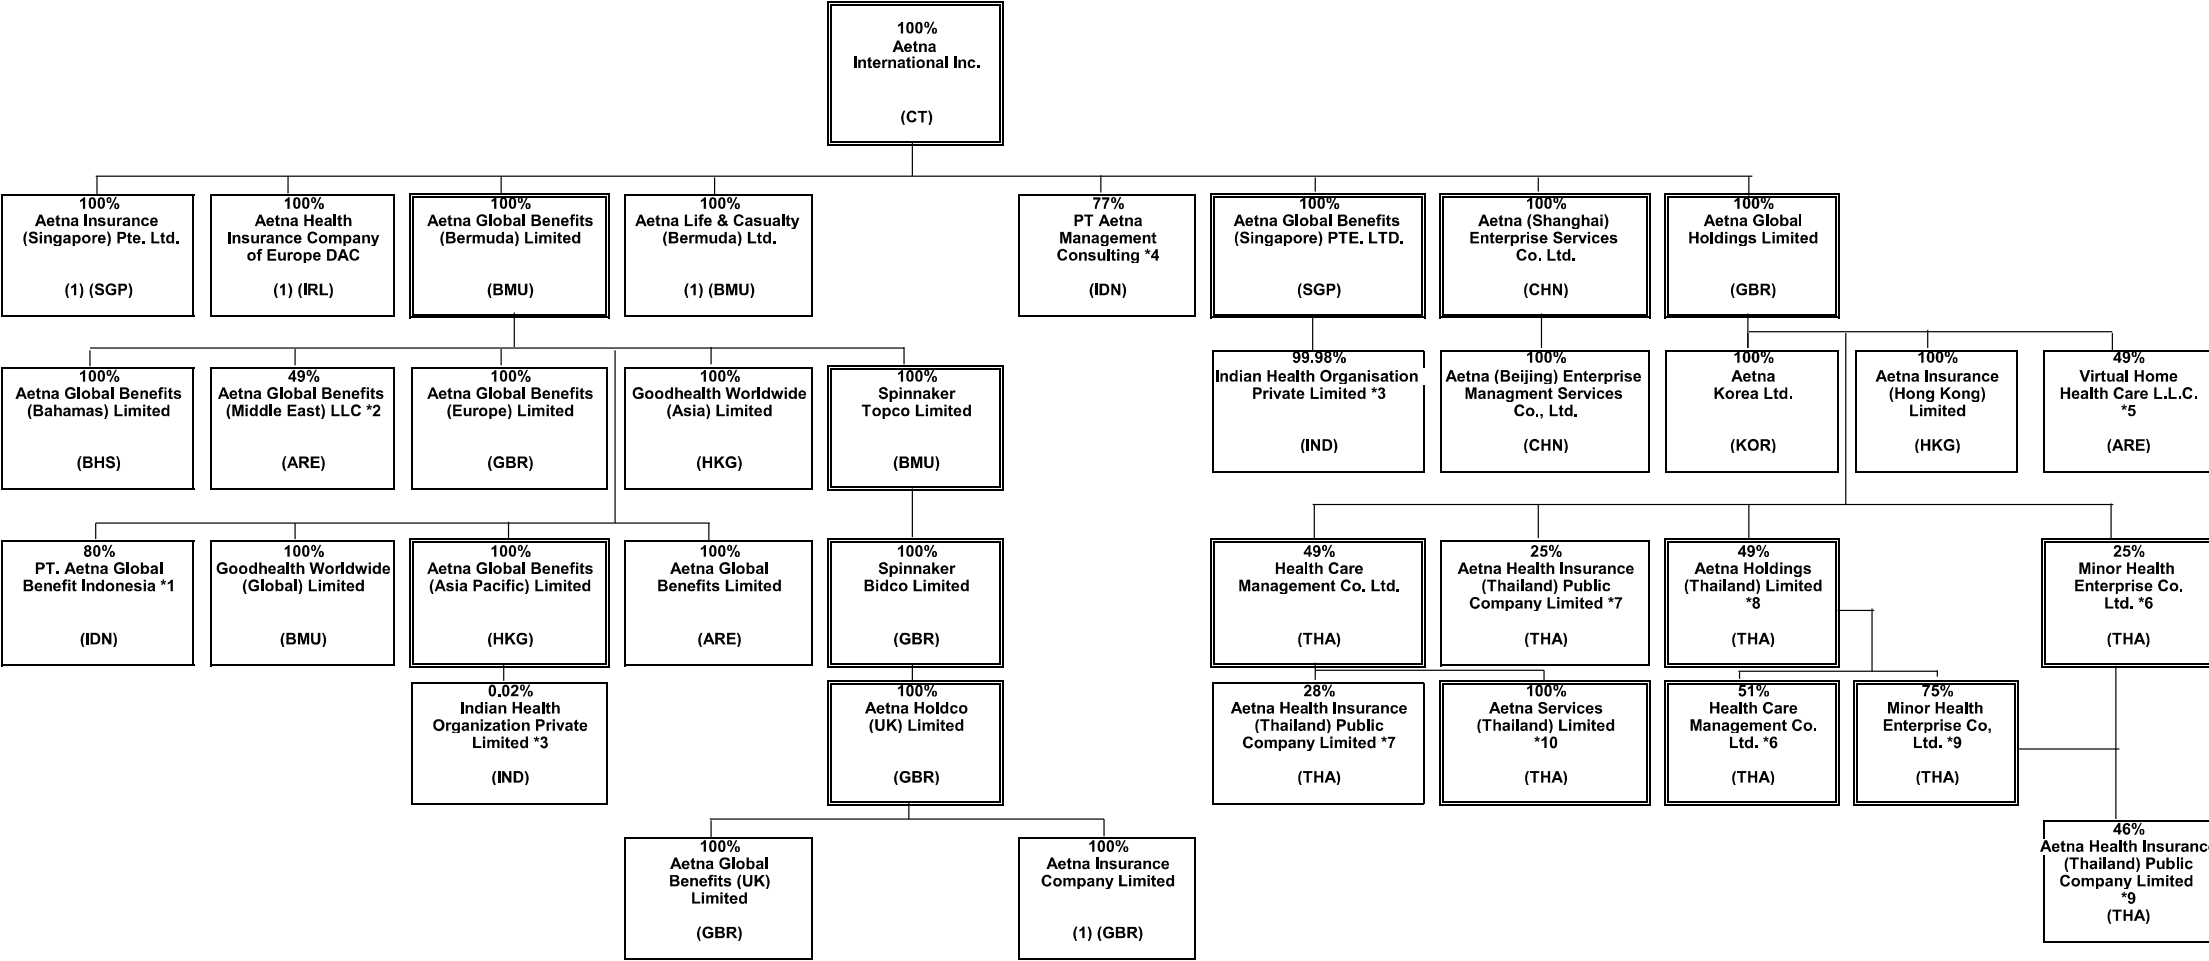 100%
Aetna
International Inc.
(CT)
100%
Aetna Insurance
(Singapore) Pte. Ltd.
(1) (SGP)
100%
Aetna Health
Insurance Company
of Europe DAC
(1) (IRL)
100%
Aetna Global Benefits
(Bermuda) Limited
(BMU)
100%
Aetna Life & Casualty
(Bermuda) Ltd.
(1) (BMU)
77%
PT Aetna
Management
Consulting *4
(IDN)
100%
Aetna Global Benefits
(Singapore) PTE. LTD.
(SGP)
100%
Aetna (Shanghai)
Enterprise Services
Co. Ltd.
(CHN)
100%
Aetna Global
Holdings Limited
(GBR)
100%
Aetna Global Benefits
(Bahamas) Limited
(BHS)
49%
Aetna Global Benefits
(Middle East) LLC *2
(ARE)
100%
Aetna Global Benefits
(Europe) Limited
(GBR)
100%
Goodhealth Worldwide
(Asia) Limited
(HKG)
100%
Spinnaker
Topco Limited
(BMU)
99.98%
Indian Health Organisation
Private Limited *3
(IND)
100%
Aetna (Beijing) Enterprise
Managment Services
Co., Ltd.
(CHN)
100%
Aetna
Korea Ltd.
(KOR)
100%
Aetna Insurance
(Hong Kong)
Limited
(HKG)
49%
Virtual Home
Health Care L.L.C.
*5
(ARE)
80%
PT. Aetna Global
Benefit Indonesia *1
(IDN)
100%
Goodhealth Worldwide
(Global) Limited
(BMU)
100%
Aetna Global Benefits
(Asia Pacific) Limited
(HKG)
100%
Aetna Global
Benefits Limited
(ARE)
100%
Spinnaker
Bidco Limited
(GBR)
49%
Health Care
Management Co. Ltd.
(THA)
25%
Aetna Health Insurance
(Thailand) Public
Company Limited *7
(THA)
49%
Aetna Holdings
(Thailand) Limited
*8
(THA)
25%
Minor Health
Enterprise Co.
Ltd. *6
(THA)
0.02%
Indian Health
Organization Private
Limited *3
(IND)
100%
Aetna Holdco
(UK) Limited
(GBR)
28%
Aetna Health Insurance
(Thailand) Public
Company Limited *7
(THA)
100%
Aetna Services
(Thailand) Limited
*10
(THA)
51%
Health Care
Management Co.
Ltd. *6
(THA)
75%
Minor Health
Enterprise Co,
Ltd. *9
(THA)
100%
Aetna Global
Benefits (UK)
Limited
(GBR)
100%
Aetna Insurance
Company Limited
(1) (GBR)
46%
Aetna Health Insurance
(Thailand) Public
Company Limited
*9
(THA)